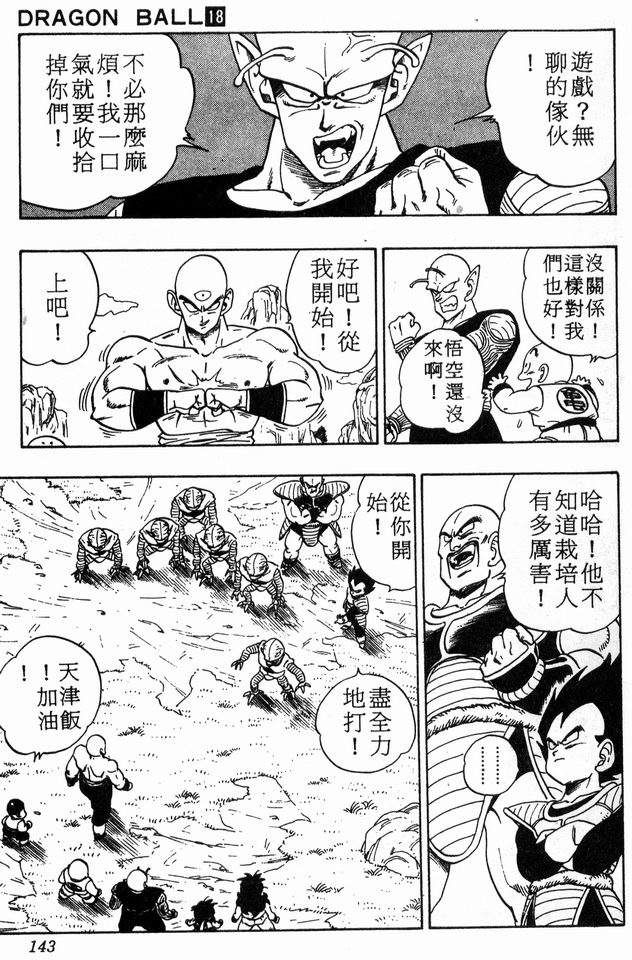 DRAGON BALL 18
遊戲？無
聊的傢伙
！
不必那麼麻
煩！我一口
氣就要收拾
掉你們！
沒關係！
這樣對我
們也好！
悟空還沒
來啊！
好吧！從
我開始！
上吧！
哈哈！他不
知道栽培人
有多厲害！
⋯⋯
從你開
始！
盡全力
地打！
天津飯
！！加油
！
143